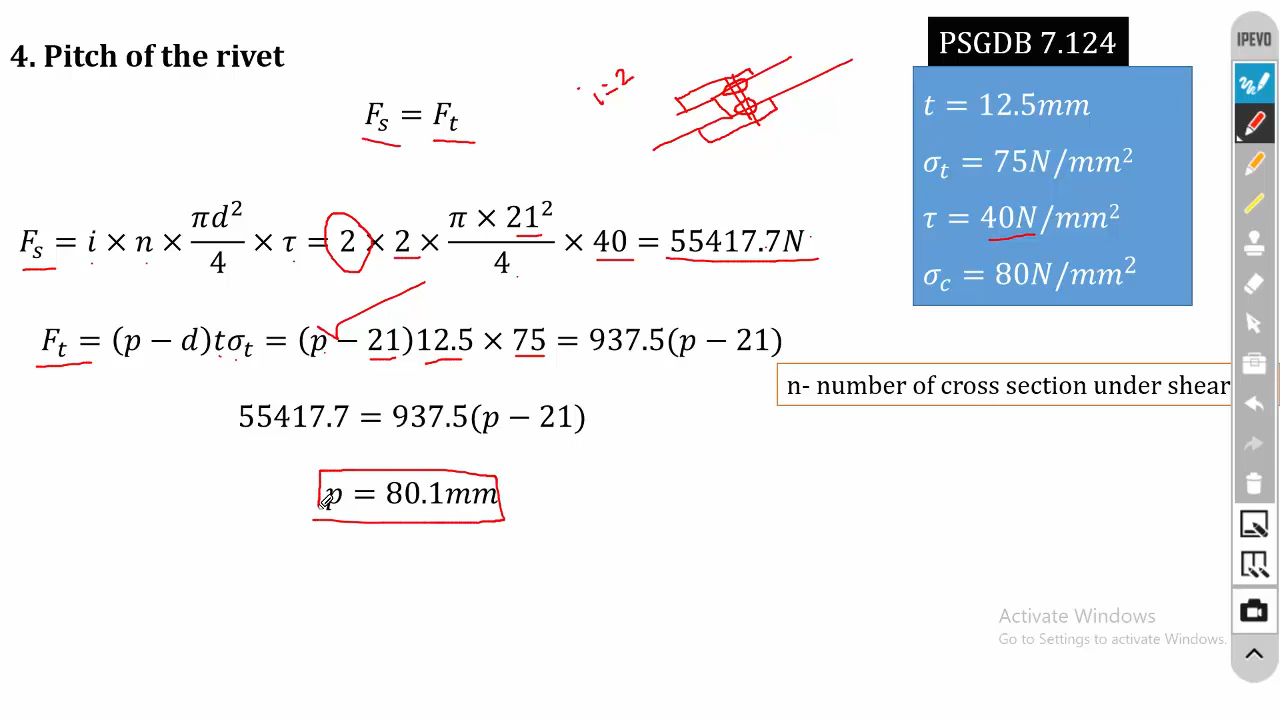 4. Pitch of the rivet
PSGDB 7.124
IPEVO
i=2
F_s = F_t
t = 12.5mm
σ_t = 75N/mm²
τ = 40N/mm²
σ_c = 80N/mm²
F_s = i × n × πd²/4 × τ = 2 × 2 × π × 21²/4 × 40 = 55417.7N
F_t = (p − d)tσ_t = (p − 21)12.5 × 75 = 937.5(p − 21)
n- number of cross section under shear
55417.7 = 937.5(p − 21)
p = 80.1mm
Activate Windows
Go to Settings to activate Windows.